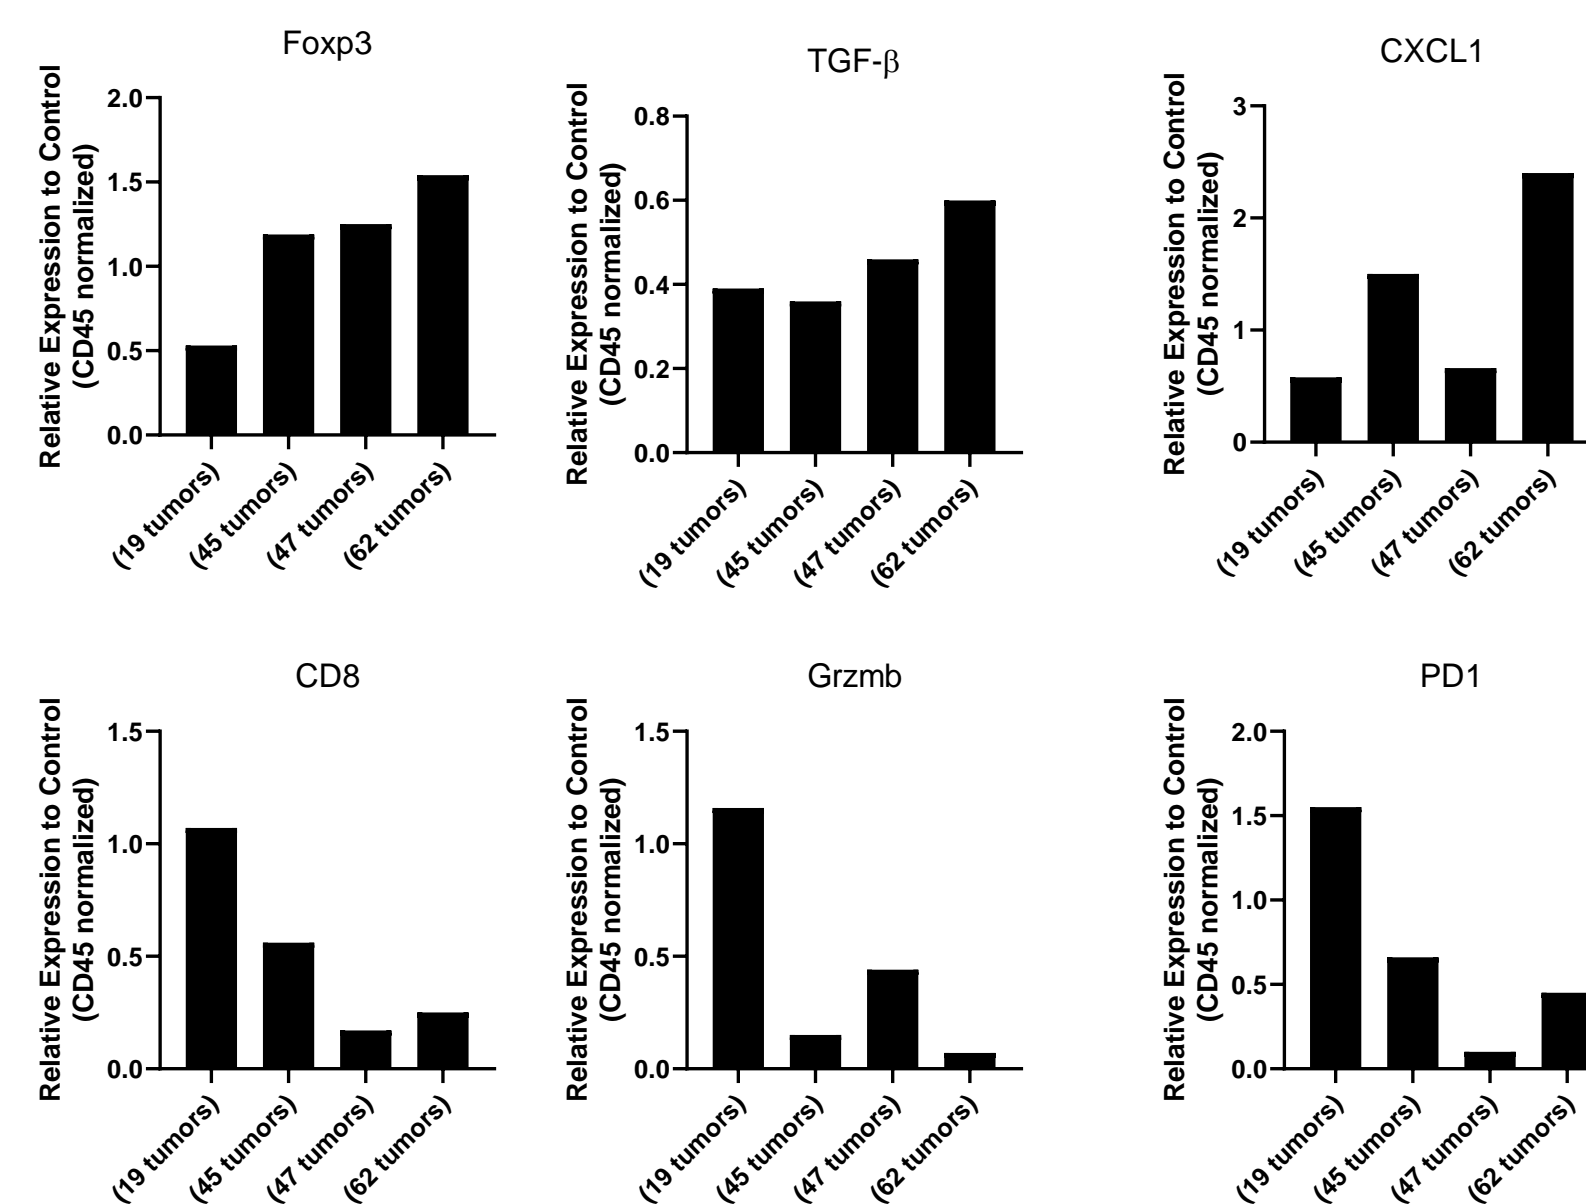 Foxp3
Relative Expression to Control
(CD45 normalized)
2.0
1.5
1.0
0.5
0.0
(19 tumors)
(45 tumors)
(47 tumors)
(62 tumors)
TGF-β
Relative Expression to Control
(CD45 normalized)
0.8
0.6
0.4
0.2
0.0
(19 tumors)
(45 tumors)
(47 tumors)
(62 tumors)
CXCL1
Relative Expression to Control
(CD45 normalized)
3
2
1
0
(19 tumors)
(45 tumors)
(47 tumors)
(62 tumors)
CD8
Relative Expression to Control
(CD45 normalized)
1.5
1.0
0.5
0.0
(19 tumors)
(45 tumors)
(47 tumors)
(62 tumors)
Grzmb
Relative Expression to Control
(CD45 normalized)
1.5
1.0
0.5
0.0
(19 tumors)
(45 tumors)
(47 tumors)
(62 tumors)
PD1
Relative Expression to Control
(CD45 normalized)
2.0
1.5
1.0
0.5
0.0
(19 tumors)
(45 tumors)
(47 tumors)
(62 tumors)